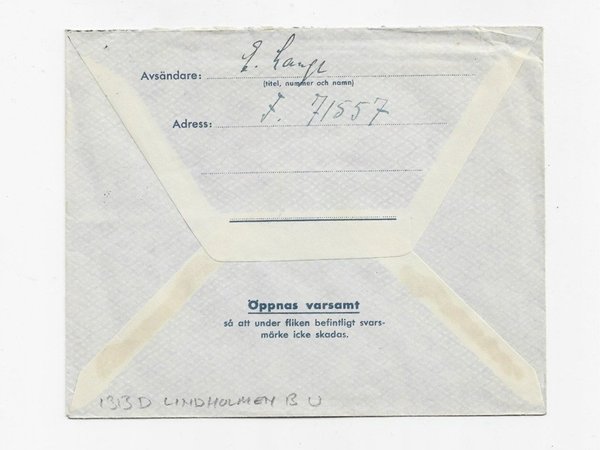 Avsändare: E. Lange
(titel, nummer och namn)
Adress: F. 71557
Öppnas varsamt
så att under fliken befintligt svars-
märke icke skadas.
1313 D LINDHOLMEN B U